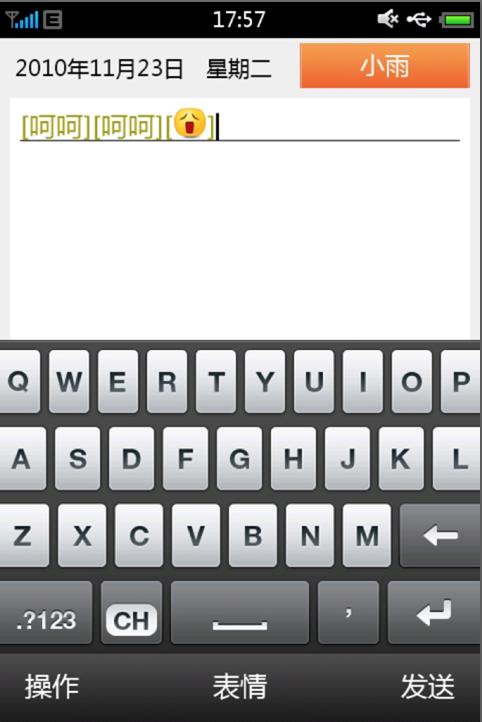 17:57
2010年11月23日 星期二 小雨
[呵呵][呵呵][😮]
Q W E R T Y U I O P
A S D F G H J K L
Z X C V B N M
.?123 CH ,
操作 表情 发送